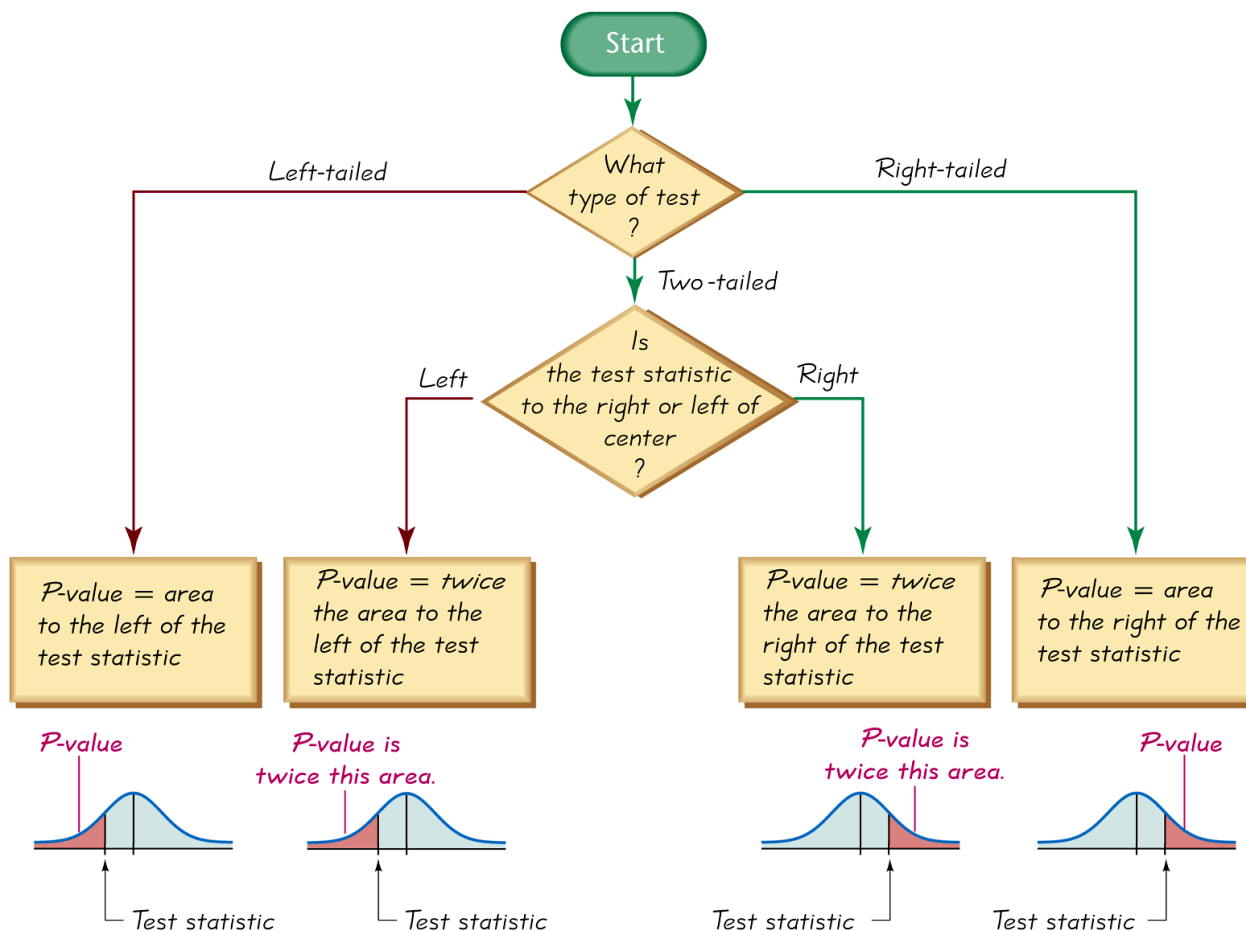 Start
What
type of test
?
Left-tailed
Right-tailed
Two-tailed
Is
the test statistic
to the right or left of
center
?
Left
Right
P-value = area
to the left of the
test statistic
P-value = twice
the area to the
left of the test
statistic
P-value = twice
the area to the
right of the test
statistic
P-value = area
to the right of the
test statistic
P-value
P-value is
twice this area.
P-value is
twice this area.
P-value
Test statistic
Test statistic
Test statistic
Test statistic